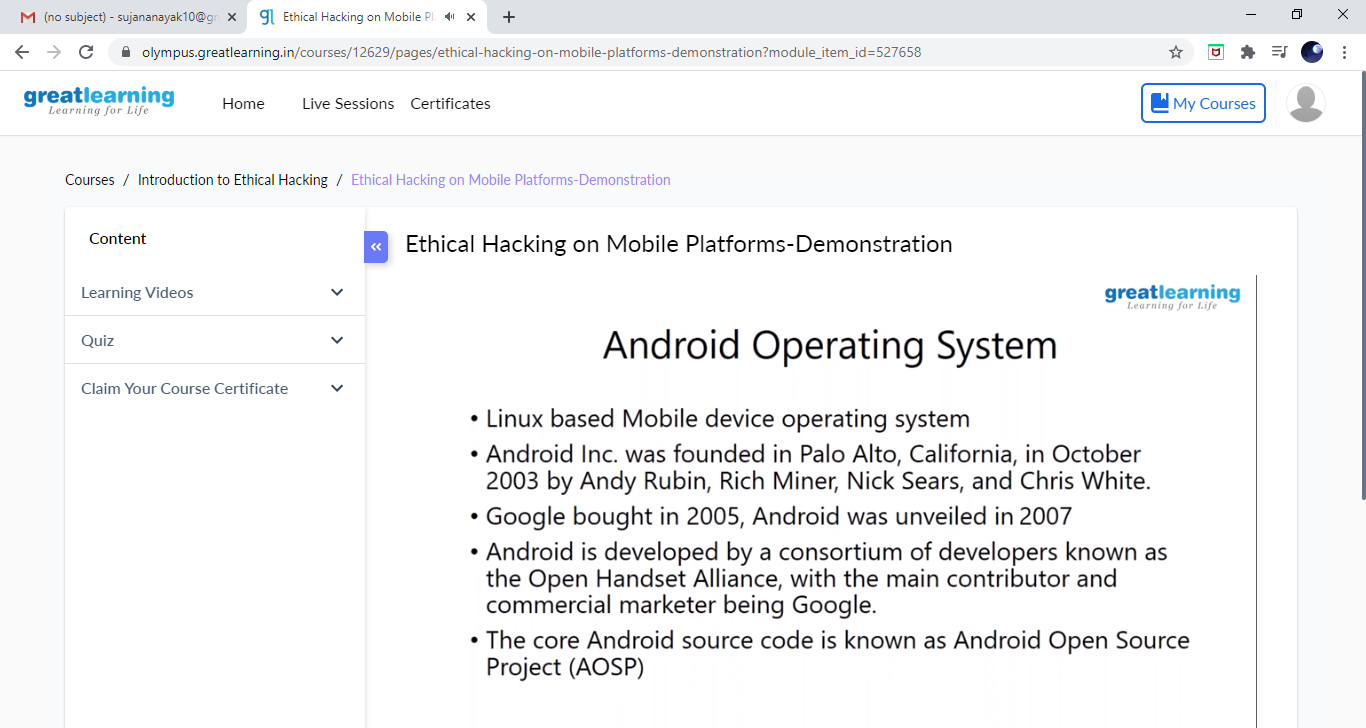 (no subject) - sujananayak10@gr
Ethical Hacking on Mobile Pl
olympus.greatlearning.in/courses/12629/pages/ethical-hacking-on-mobile-platforms-demonstration?module_item_id=527658
greatlearning
Learning for Life
Home Live Sessions Certificates
My Courses
Courses / Introduction to Ethical Hacking / Ethical Hacking on Mobile Platforms-Demonstration
Content
Learning Videos
Quiz
Claim Your Course Certificate
«
Ethical Hacking on Mobile Platforms-Demonstration
greatlearning
Learning for Life
Android Operating System
• Linux based Mobile device operating system
• Android Inc. was founded in Palo Alto, California, in October
2003 by Andy Rubin, Rich Miner, Nick Sears, and Chris White.
• Google bought in 2005, Android was unveiled in 2007
• Android is developed by a consortium of developers known as
the Open Handset Alliance, with the main contributor and
commercial marketer being Google.
• The core Android source code is known as Android Open Source
Project (AOSP)